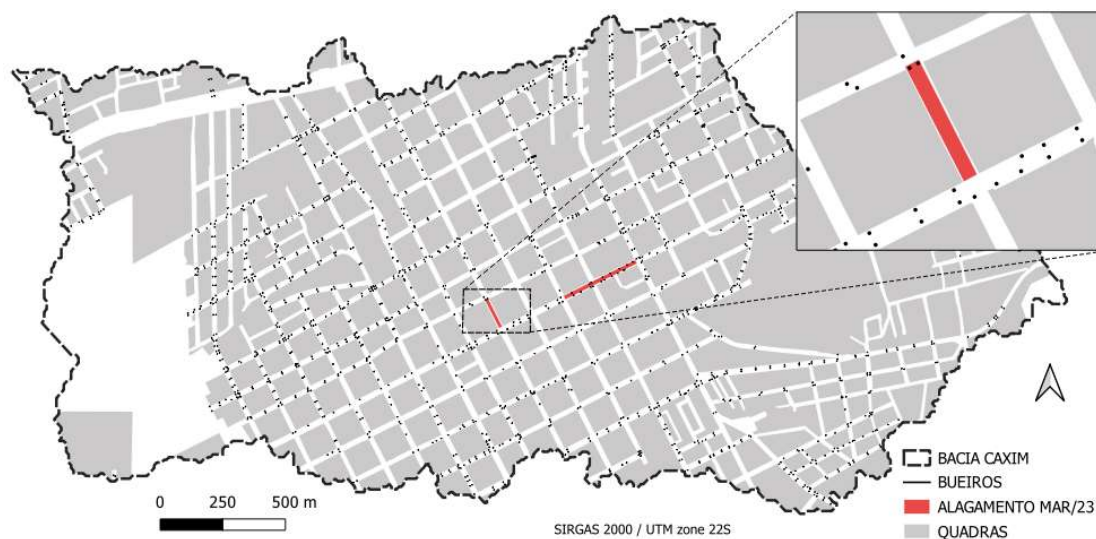 BACIA CAXIM
BUEIROS
ALAGAMENTO MAR/23
QUADRAS
0 250 500 m
SIRGAS 2000 / UTM zone 22S